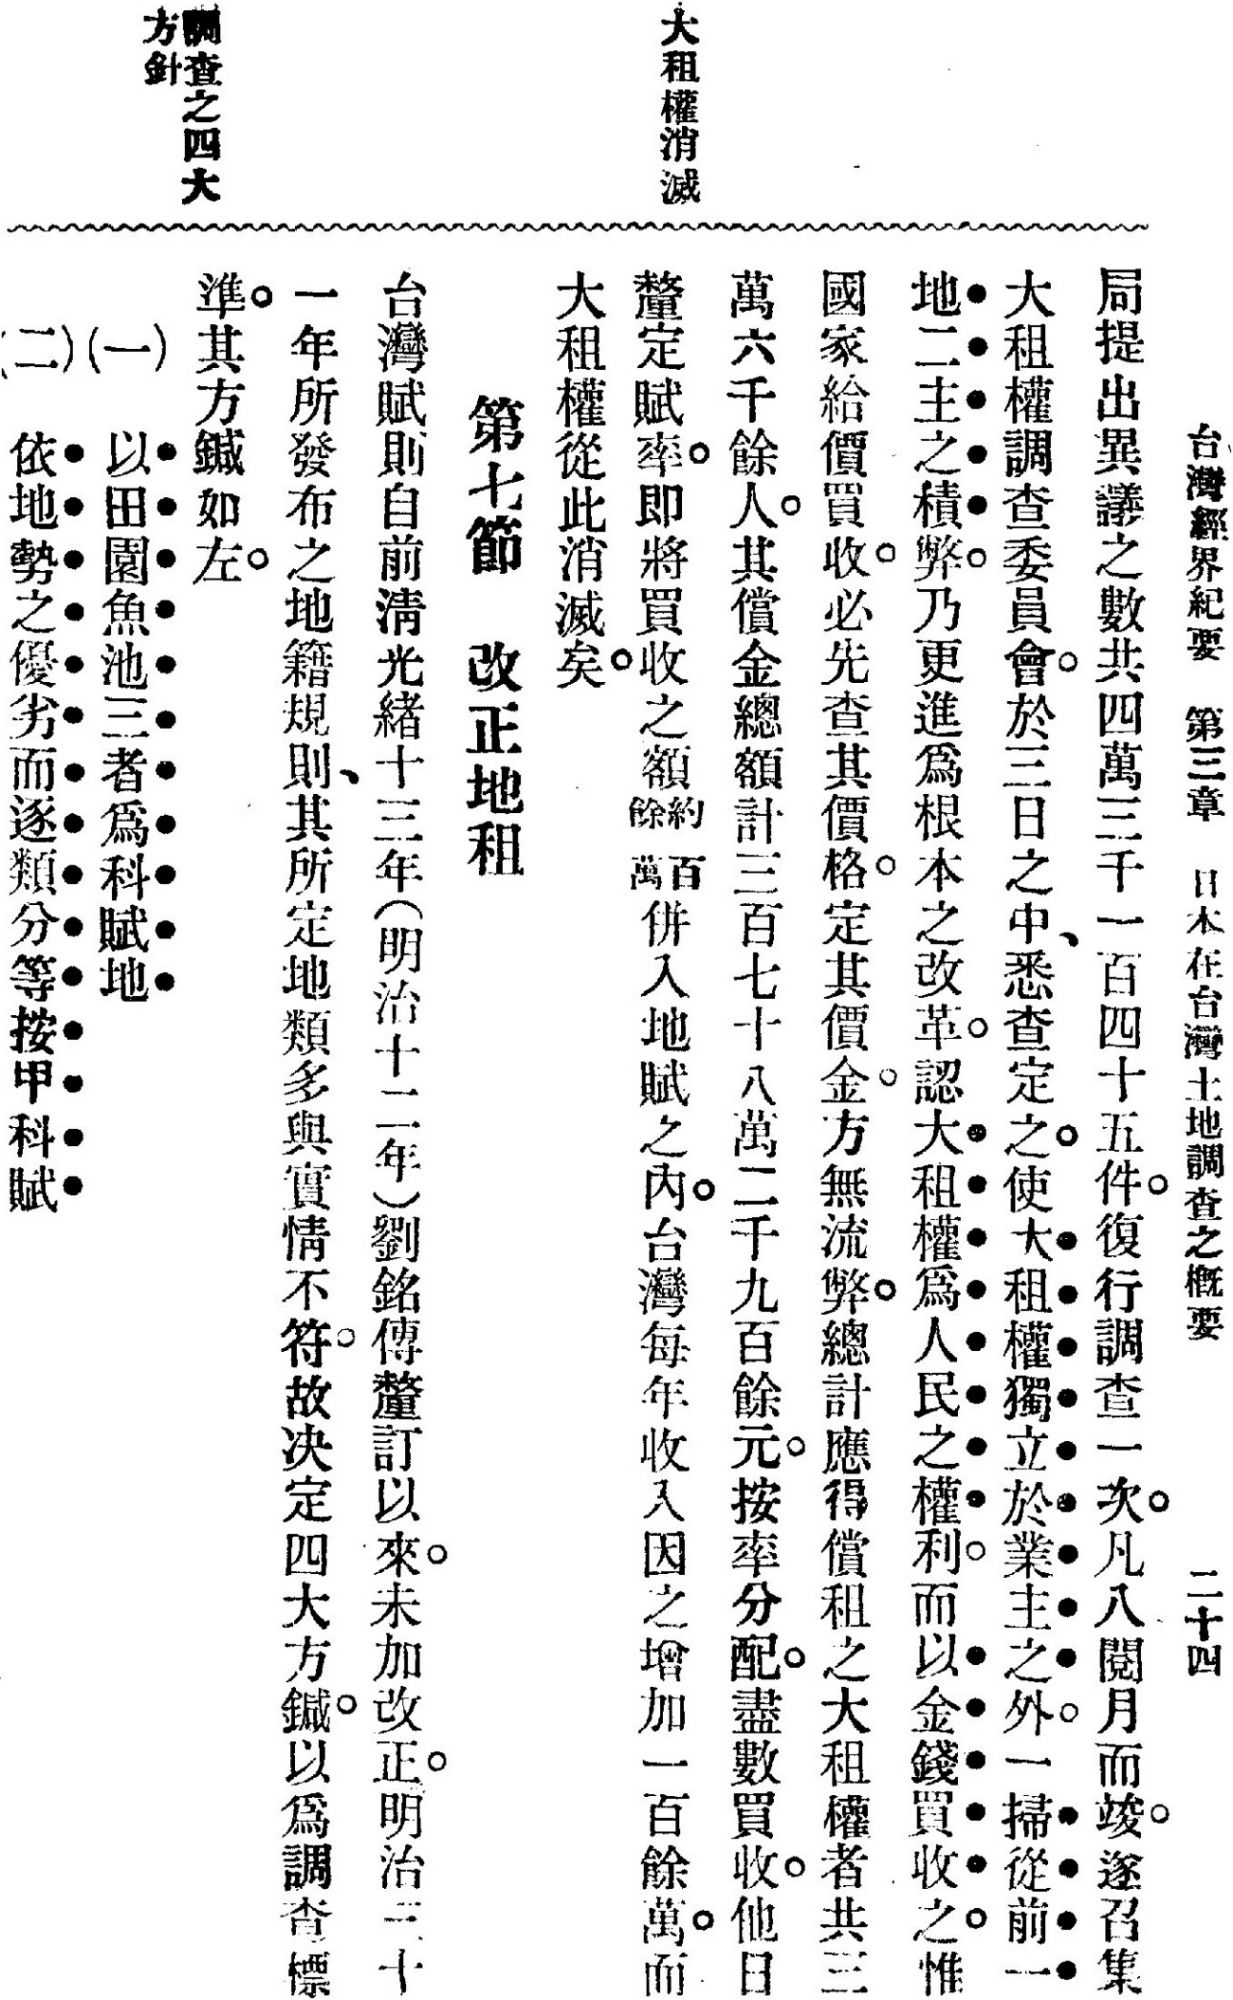 台灣經界紀要　第三章　日本在台灣土地調查之概要　二十四
局提出異議之數共四萬三千一百四十五件。復行調查一次。凡八閱月而竣。遂召集
大租權調查委員會。於三日之中、悉查定之。使大租權獨立於業主之外。一掃從前一
地二主之積弊。乃更進爲根本之改革。認大租權爲人民之權利。而以金錢買收之。惟
國家給價買收。必先查其價格。定其價金。方無流弊。總計應得償租之大租權者共三
大租權消滅
萬六千餘人。其償金總額計三百七十八萬二千九百餘元。按率分配。盡數買收。他日
釐定賦率。即將買收之額約百萬餘併入地賦之內。台灣每年收入因之增加一百餘萬。而
大租權從此消滅矣。
第七節　改正地租
台灣賦則自前淸光緒十三年(明治十二年)劉銘傳釐訂以來。未加改正。明治三十
一年所發布之地籍規則、其所定地類多與實情不符。故决定四大方鍼。以爲調查標
調查之四大
方針
準。其方鍼如左。
(一)　以田園魚池三者爲科賦地
(二)　依地勢之優劣而逐類分等按甲科賦